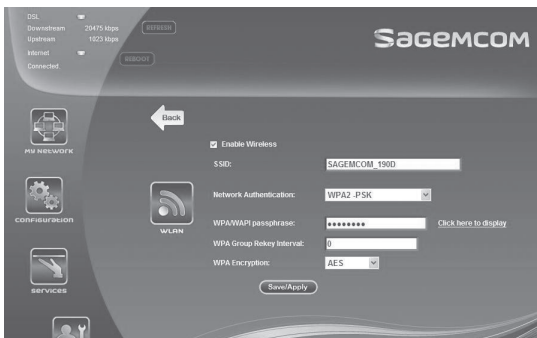 DSL
Downstream 20475 kbps
Upstream 1023 kbps
Internet
Connected
REFRESH
REBOOT
SAGEMCOM
Back
MY NETWORK
CONFIGURATION
SERVICES
WLAN
Enable Wireless
SSID: SAGEMCOM_190D
Network Authentication: WPA2 -PSK
WPA/WAPI passphrase: •••••••• Click here to display
WPA Group Rekey Interval: 0
WPA Encryption: AES
Save/Apply